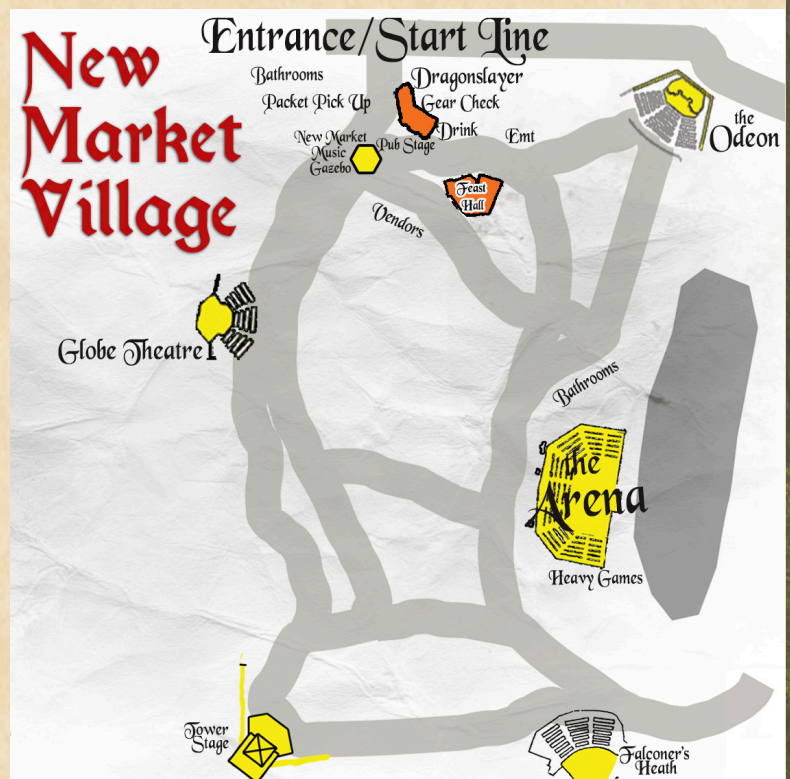 Entrance/Start Line
New
Market
Village
Bathrooms
Packet Pick Up
Dragonslayer
Gear Check
Drink
Pub Stage
Emt
New Market
Music
Gazebo
the
Odeon
Feast
Hall
Vendors
Globe Theatre
Bathrooms
the
Arena
Heavy Games
Tower
Stage
Falconer's
Heath